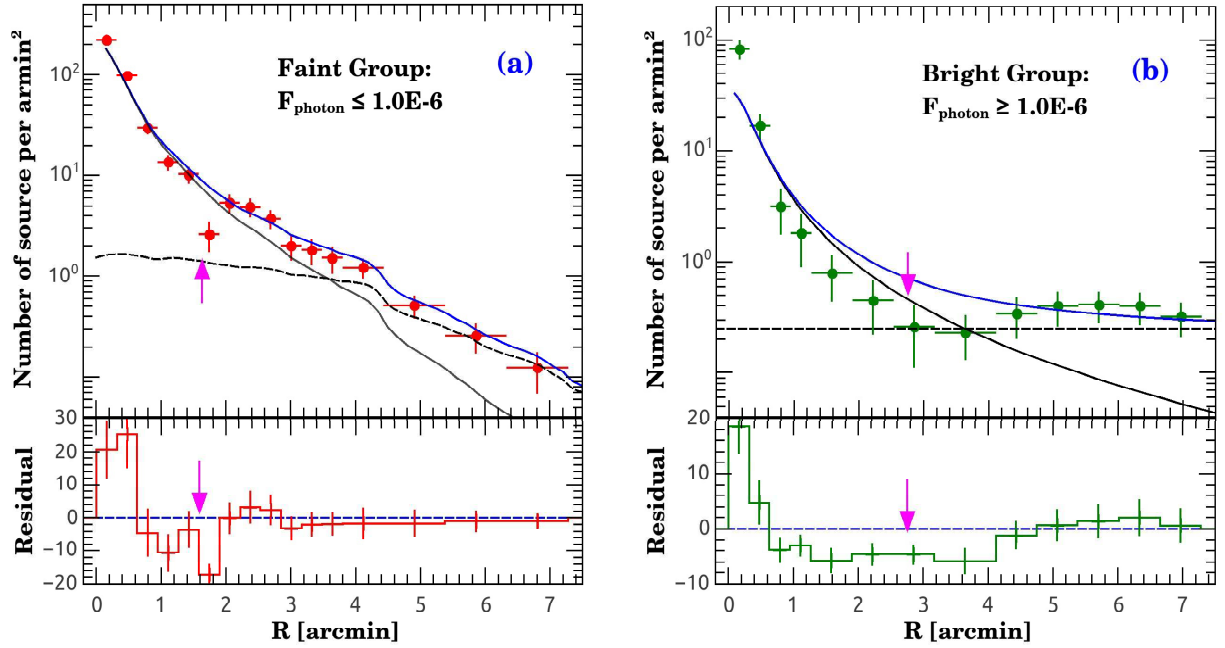 (a)
Faint Group:
F_photon ≤ 1.0E-6
Number of source per armin²
10²
10¹
10⁰
Residual
30
20
10
0
−10
−20
0 1 2 3 4 5 6 7
R [arcmin]
(b)
Bright Group:
F_photon ≥ 1.0E-6
Number of source per armin²
10²
10¹
10⁰
Residual
20
10
0
−10
0 1 2 3 4 5 6 7
R [arcmin]